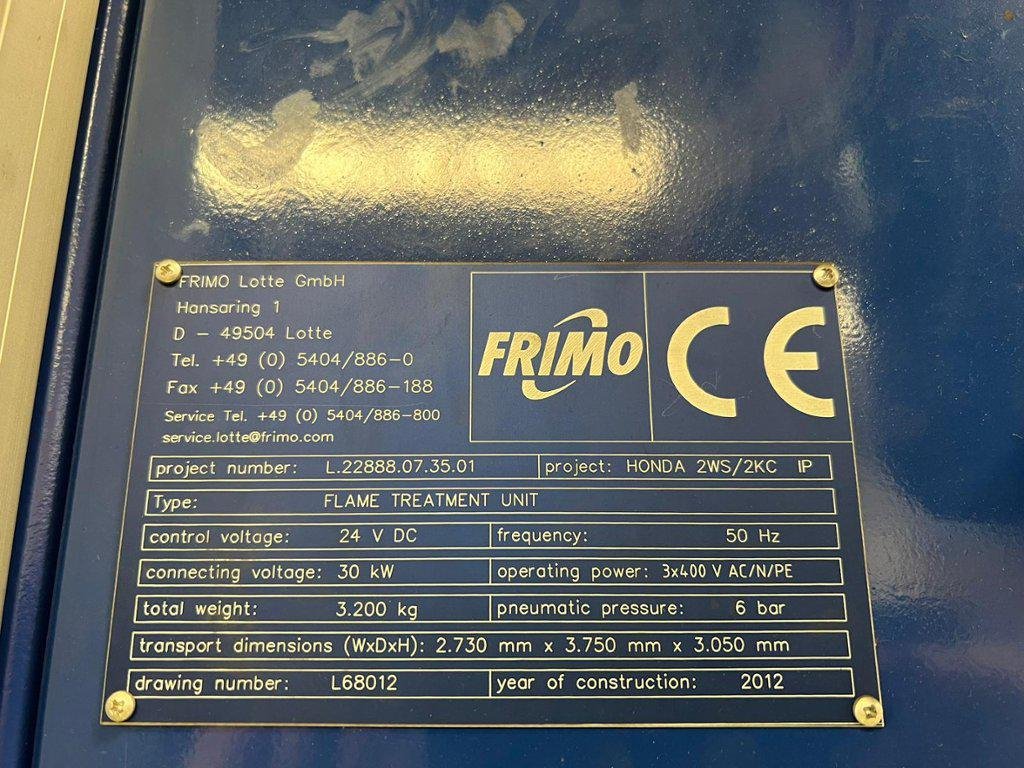 FRIMO Lotte GmbH
Hansaring 1
D - 49504 Lotte
Tel. +49 (0) 5404/886-0
Fax +49 (0) 5404/886-188
Service Tel. +49 (0) 5404/886-800
service.lotte@frimo.com
FRIMO
CE
project number: L.22888.07.35.01 project: HONDA 2WS/2KC IP
Type: FLAME TREATMENT UNIT
control voltage: 24 V DC frequency: 50 Hz
connecting voltage: 30 kW operating power: 3x400 V AC/N/PE
total weight: 3.200 kg pneumatic pressure: 6 bar
transport dimensions (WxDxH): 2.730 mm x 3.750 mm x 3.050 mm
drawing number: L68012 year of construction: 2012